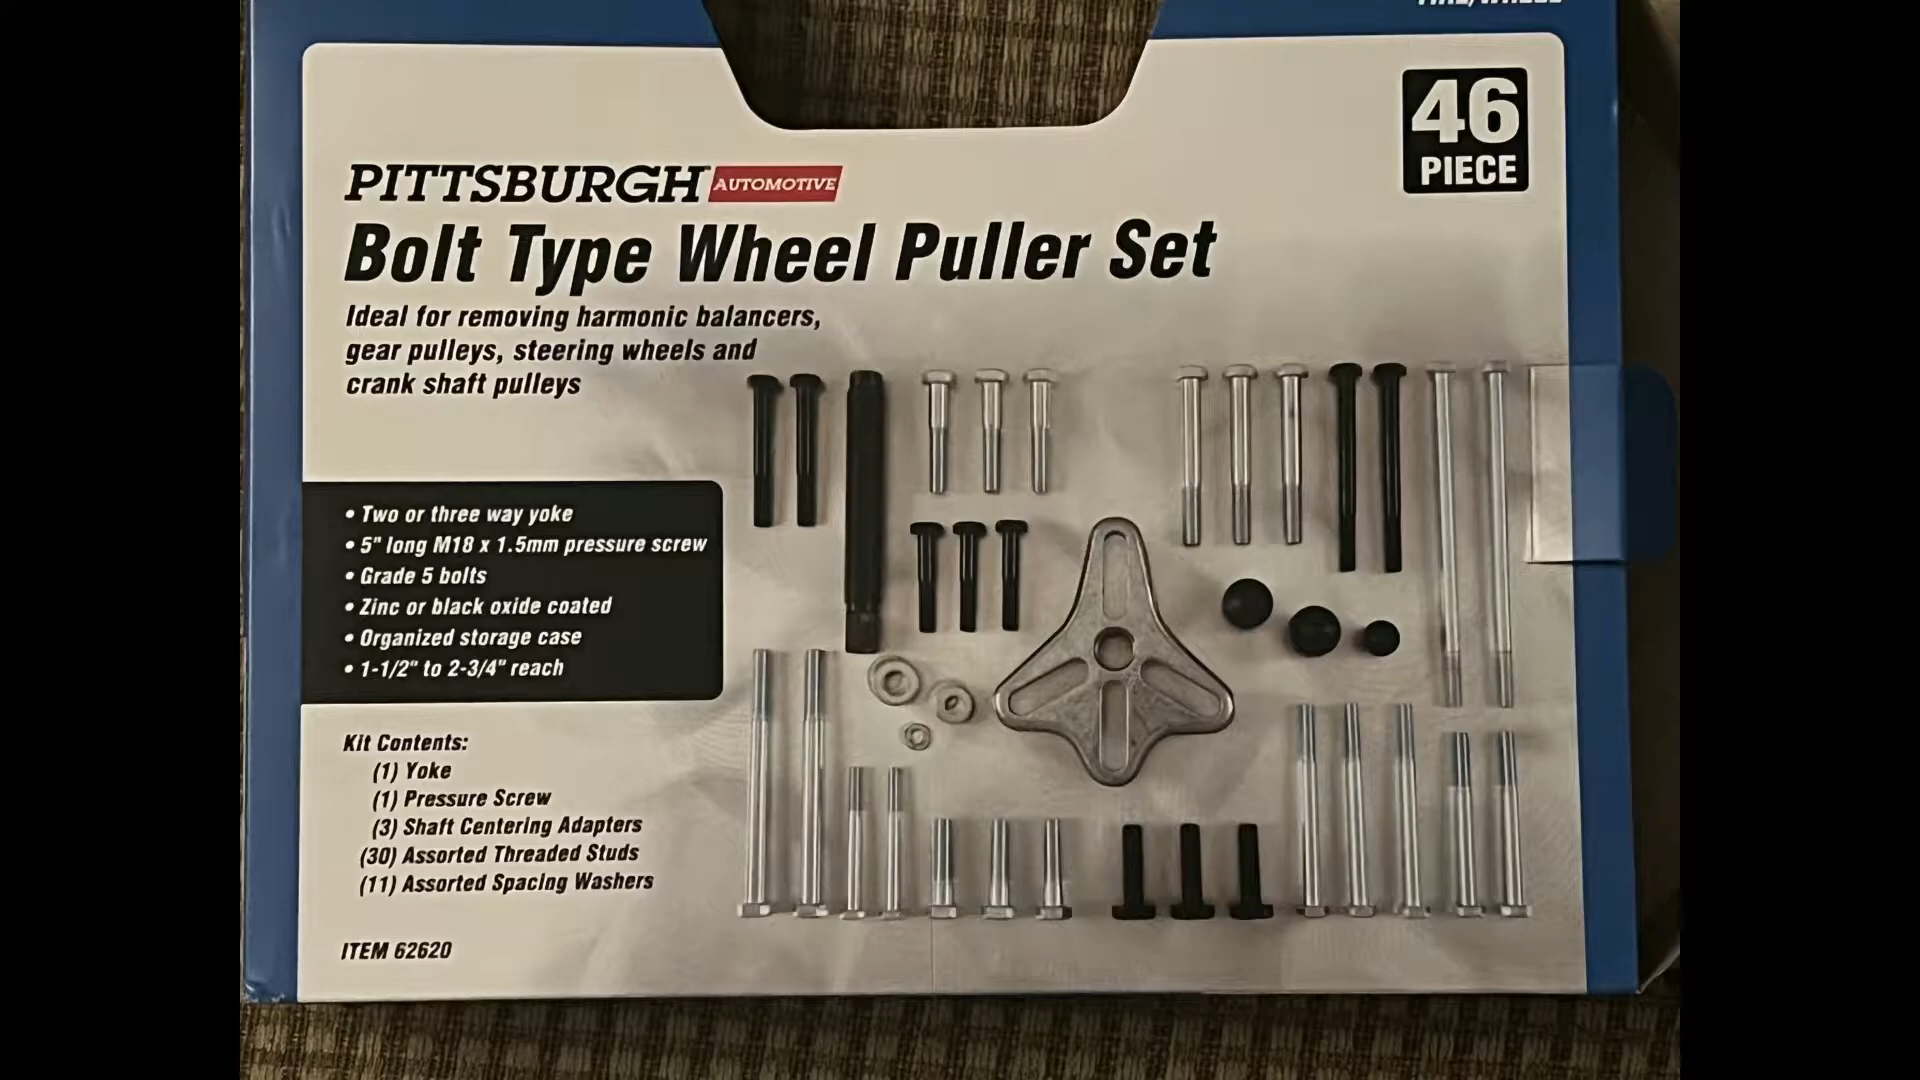 46
PIECE
PITTSBURGH AUTOMOTIVE
Bolt Type Wheel Puller Set
Ideal for removing harmonic balancers,
gear pulleys, steering wheels and
crank shaft pulleys
• Two or three way yoke
• 5" long M18 x 1.5mm pressure screw
• Grade 5 bolts
• Zinc or black oxide coated
• Organized storage case
• 1-1/2" to 2-3/4" reach
Kit Contents:
(1) Yoke
(1) Pressure Screw
(3) Shaft Centering Adapters
(30) Assorted Threaded Studs
(11) Assorted Spacing Washers
ITEM 62620